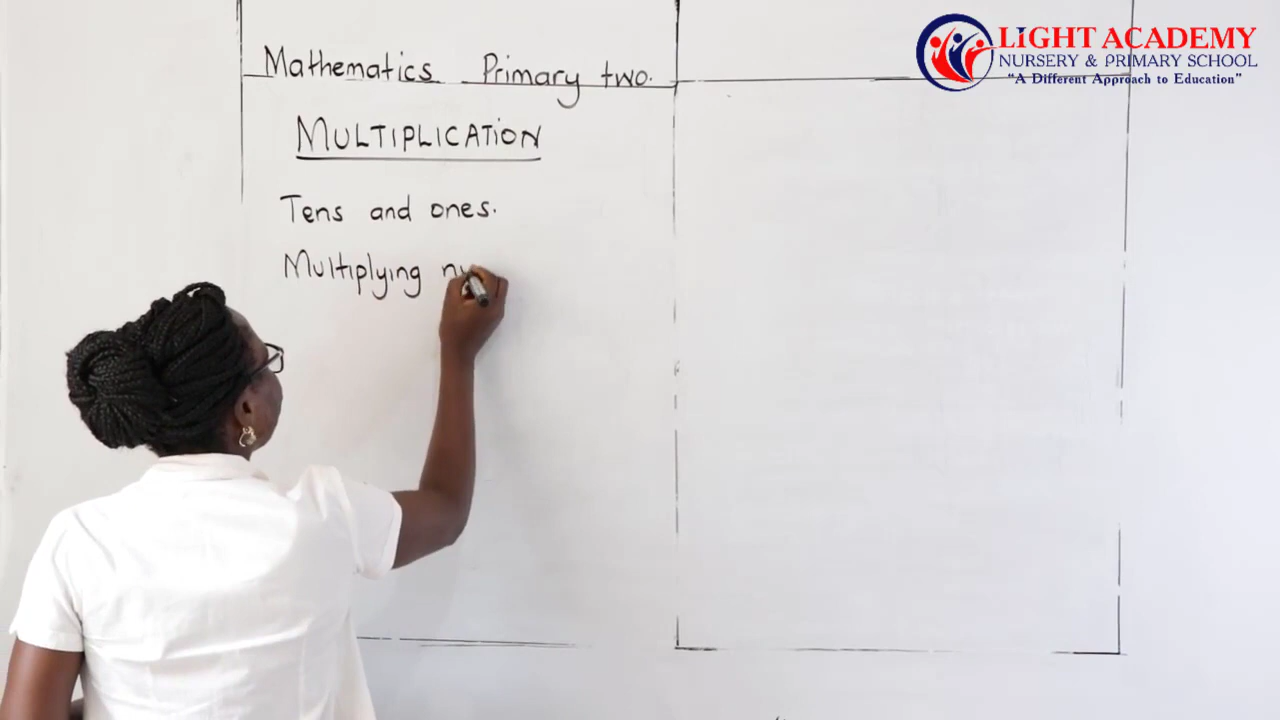 Mathematics Primary two.
MULTIPLICATION
Tens and ones.
Multiplying
LIGHT ACADEMY
NURSERY & PRIMARY SCHOOL
"A Different Approach to Education"